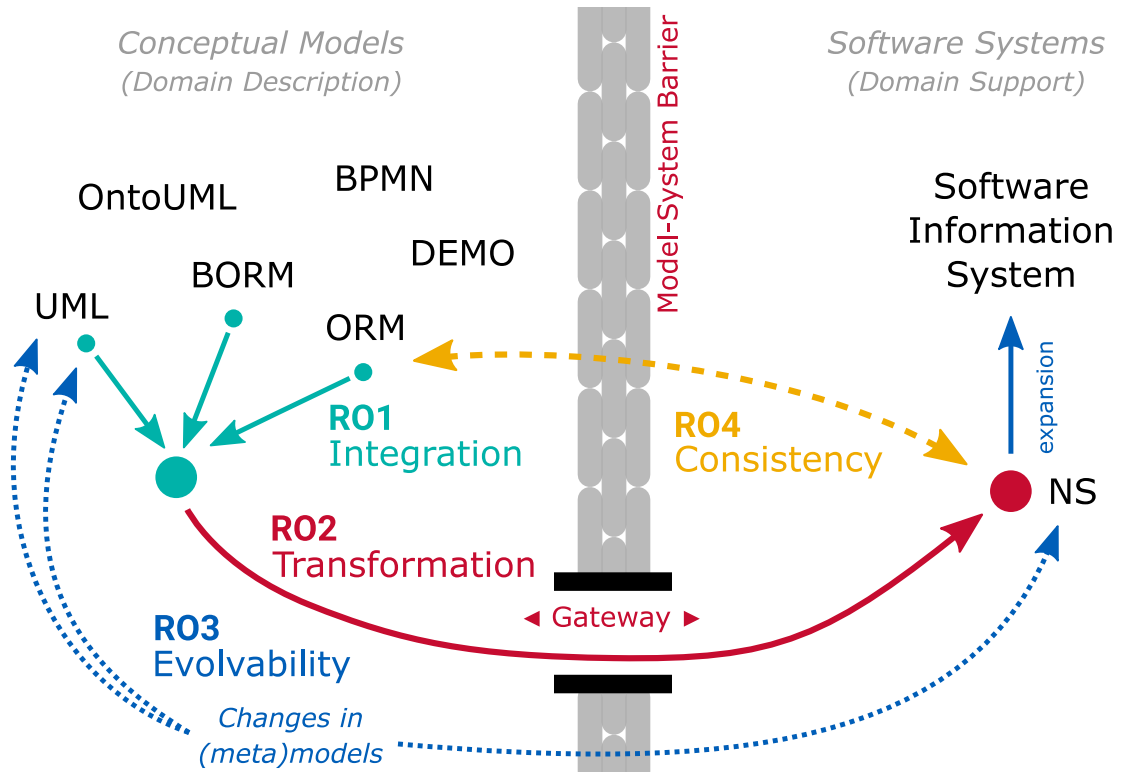 Conceptual Models
(Domain Description)
Software Systems
(Domain Support)
Model-System Barrier
BPMN
OntoUML
DEMO
BORM
UML
ORM
Software
Information
System
RO1
Integration
RO4
Consistency
expansion
NS
RO2
Transformation
◄ Gateway ►
RO3
Evolvability
Changes in
(meta)models